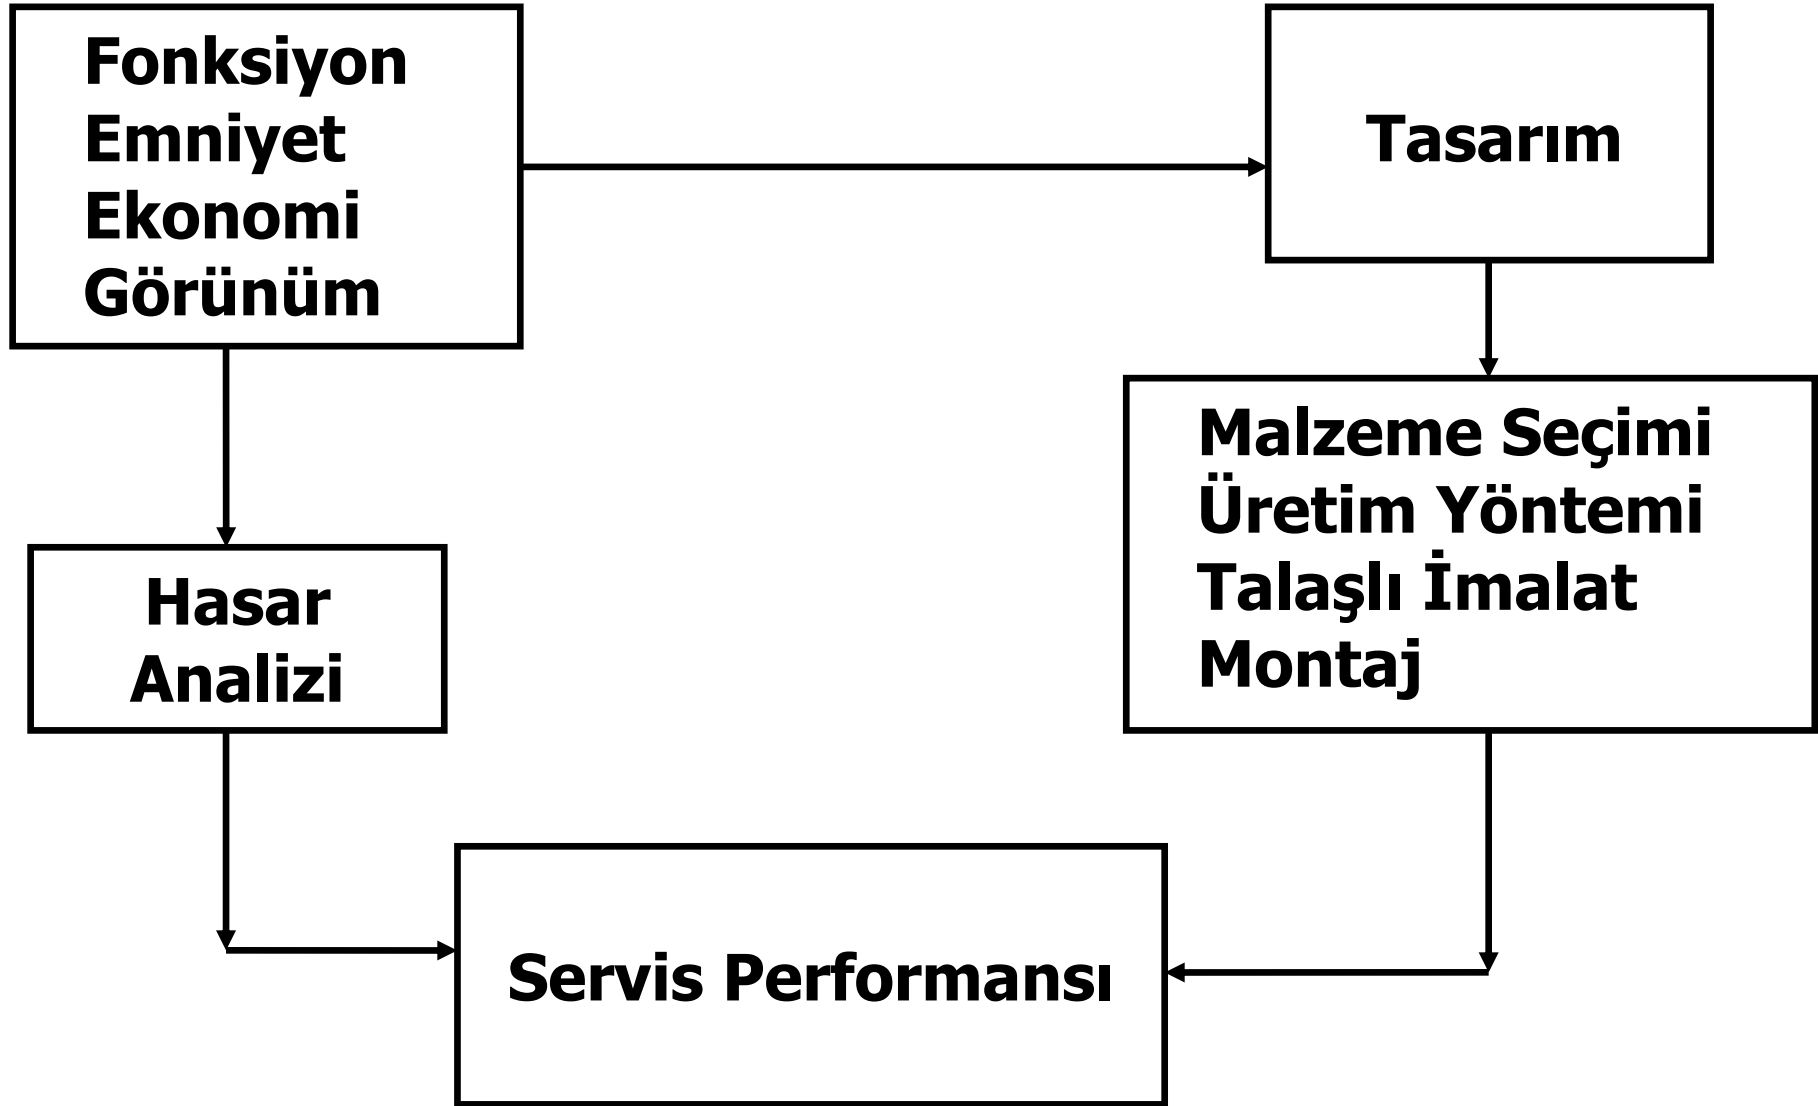 Fonksiyon
Emniyet
Ekonomi
Görünüm
Tasarım
Malzeme Seçimi
Üretim Yöntemi
Talaşlı İmalat
Montaj
Hasar
Analizi
Servis Performansı